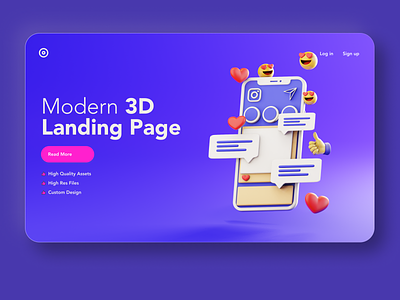 Log in Sign up
Modern 3D
Landing Page
Read More
High Quality Assets
High Res Files
Custom Design